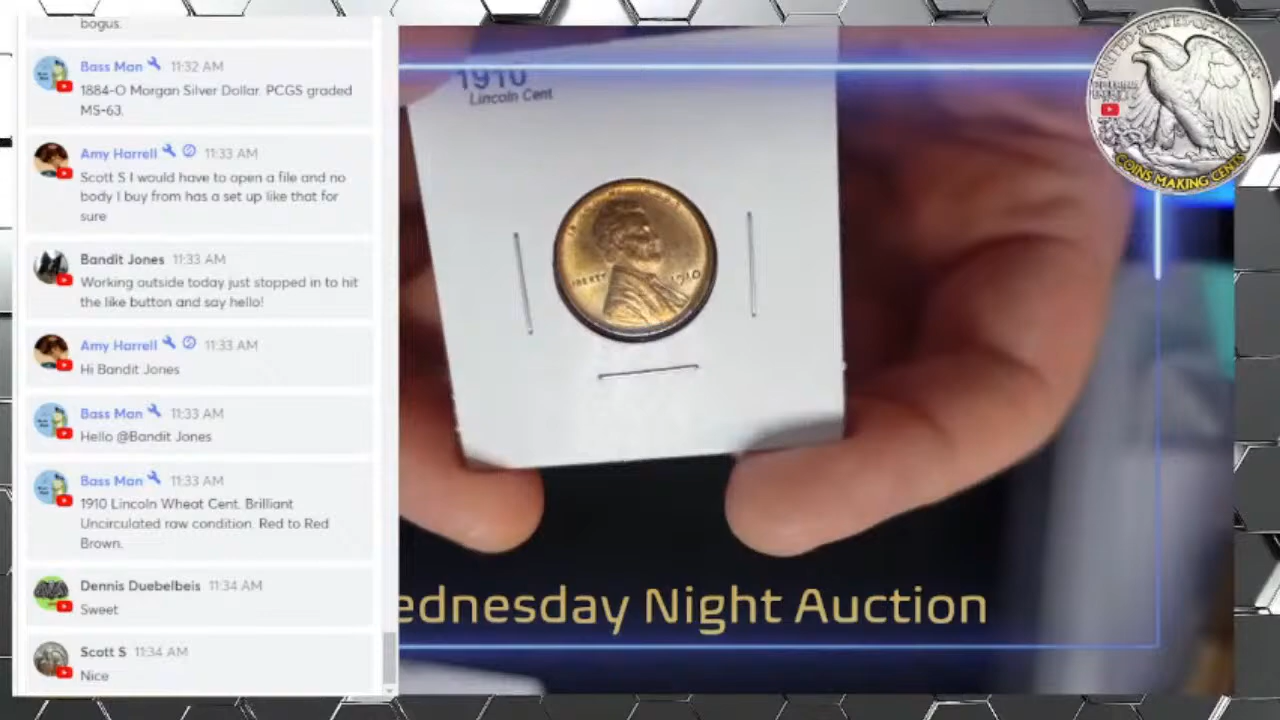 bogus.
Bass Man 11:32 AM
1884-O Morgan Silver Dollar. PCGS graded
MS-63.
Amy Harrell 11:33 AM
Scott S I would have to open a file and no
body I buy from has a set up like that for
sure
Bandit Jones 11:33 AM
Working outside today just stopped in to hit
the like button and say hello!
Amy Harrell 11:33 AM
Hi Bandit Jones
Bass Man 11:33 AM
Hello @Bandit Jones
Bass Man 11:33 AM
1910 Lincoln Wheat Cent. Brilliant
Uncirculated raw condition. Red to Red
Brown.
Dennis Duebelbeis 11:34 AM
Sweet
Scott S 11:34 AM
Nice
1910
Lincoln Cent
LIBERTY
1910
ednesday Night Auction
UNITED STATES OF AMERICA
COINS MAKING CENTS